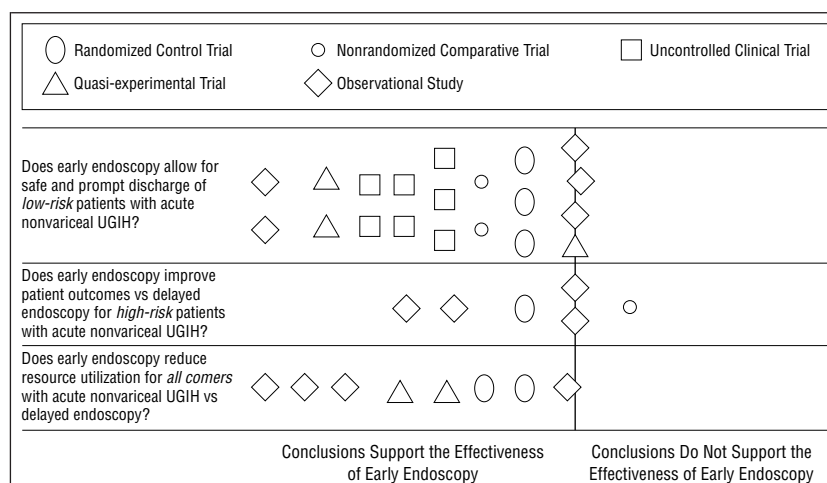 Randomized Control Trial
Nonrandomized Comparative Trial
Uncontrolled Clinical Trial
Quasi-experimental Trial
Observational Study
Does early endoscopy allow for
safe and prompt discharge of
low-risk patients with acute
nonvariceal UGIH?
Does early endoscopy improve
patient outcomes vs delayed
endoscopy for high-risk patients
with acute nonvariceal UGIH?
Does early endoscopy reduce
resource utilization for all comers
with acute nonvariceal UGIH vs
delayed endoscopy?
Conclusions Support the Effectiveness
of Early Endoscopy
Conclusions Do Not Support the
Effectiveness of Early Endoscopy